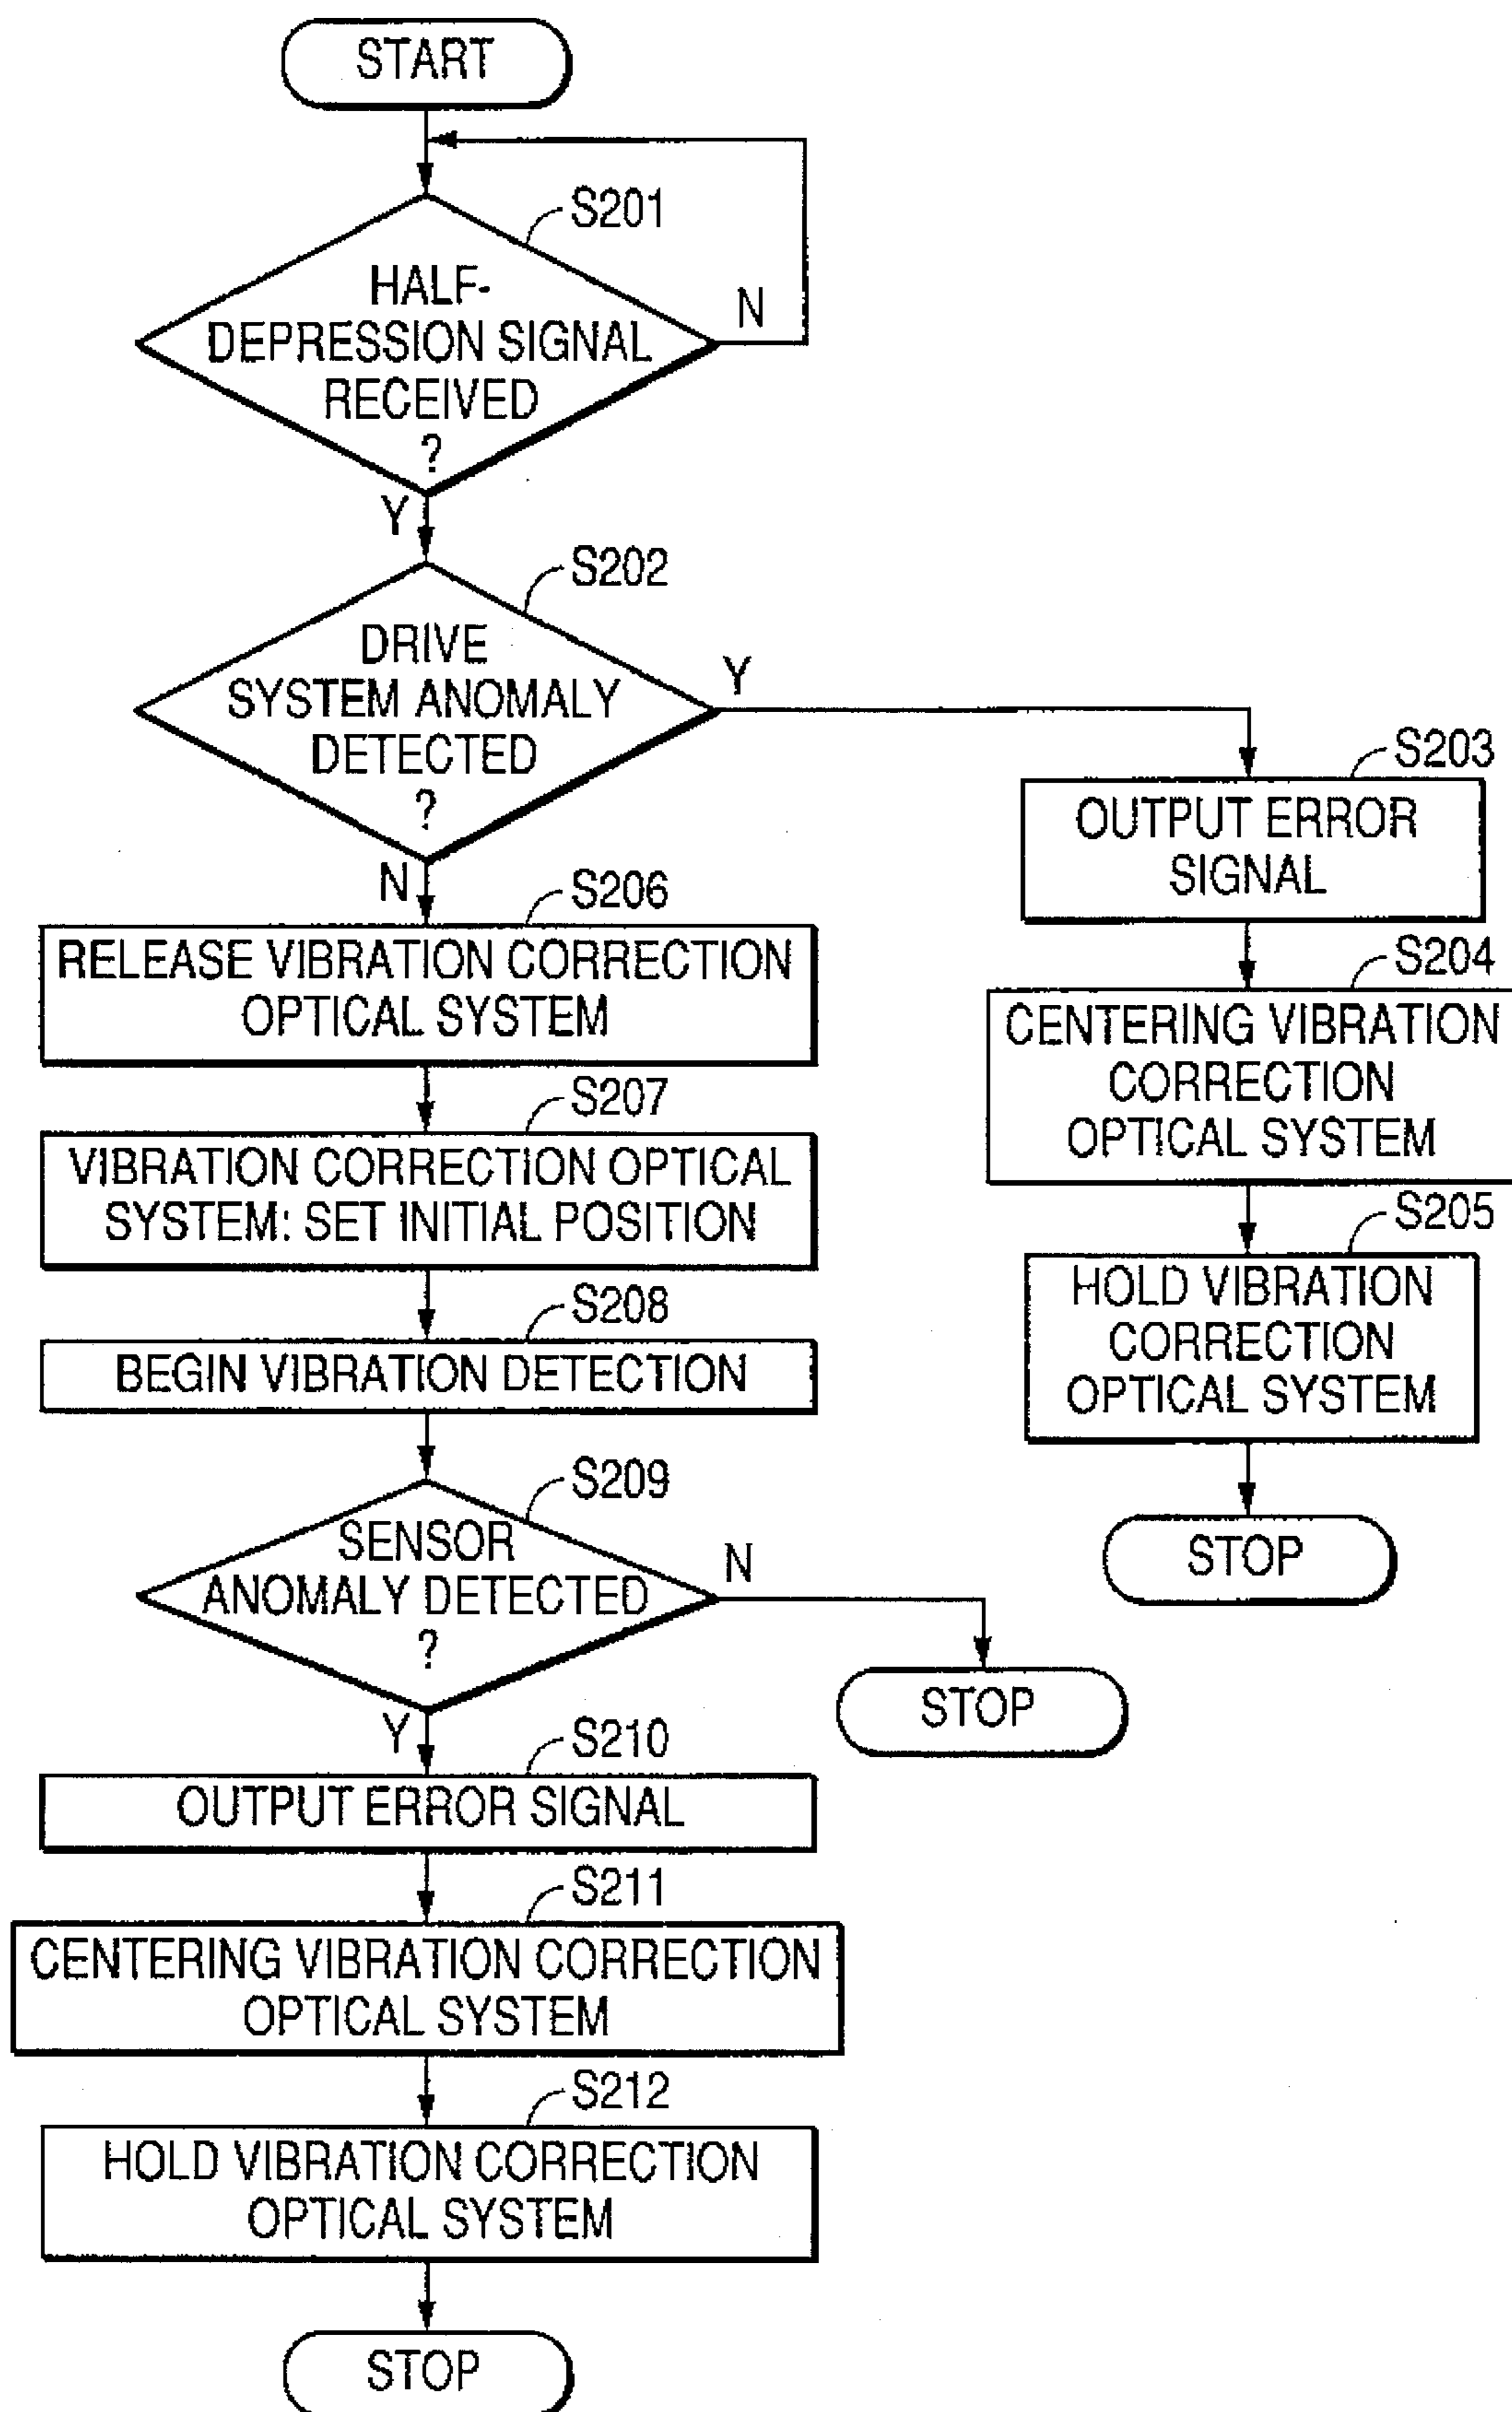 START
S201
HALF-
DEPRESSION SIGNAL
RECEIVED
?
N
Y
S202
DRIVE
SYSTEM ANOMALY
DETECTED
?
Y
N
S203
OUTPUT ERROR
SIGNAL
S204
CENTERING VIBRATION
CORRECTION
OPTICAL SYSTEM
S205
HOLD VIBRATION
CORRECTION
OPTICAL SYSTEM
STOP
S206
RELEASE VIBRATION CORRECTION
OPTICAL SYSTEM
S207
VIBRATION CORRECTION OPTICAL
SYSTEM: SET INITIAL POSITION
S208
BEGIN VIBRATION DETECTION
S209
SENSOR
ANOMALY DETECTED
?
N
STOP
Y
S210
OUTPUT ERROR SIGNAL
S211
CENTERING VIBRATION CORRECTION
OPTICAL SYSTEM
S212
HOLD VIBRATION CORRECTION
OPTICAL SYSTEM
STOP